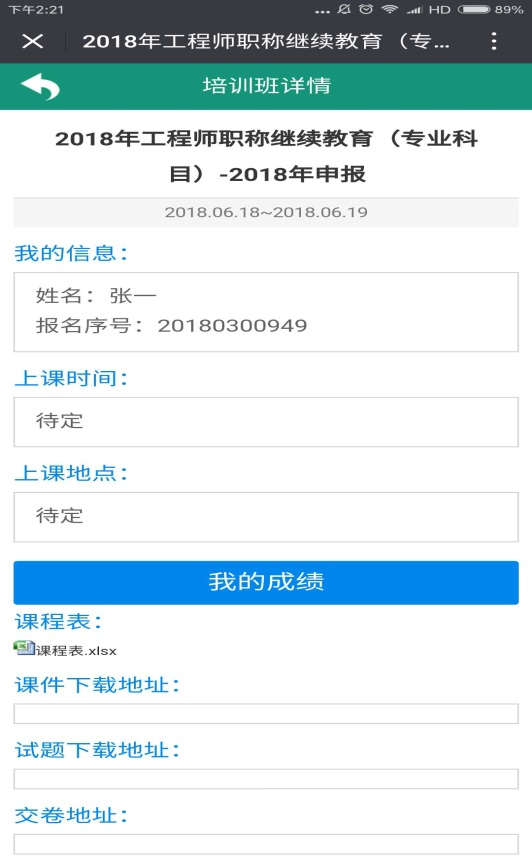 下午2:21
... HD 89%
2018年工程师职称继续教育（专...
培训班详情
2018年工程师职称继续教育（专业科
目）-2018年申报
2018.06.18~2018.06.19
我的信息：
姓名：张一
报名序号：20180300949
上课时间：
待定
上课地点：
待定
我的成绩
课程表：
课程表.xlsx
课件下载地址：
试题下载地址：
交卷地址：